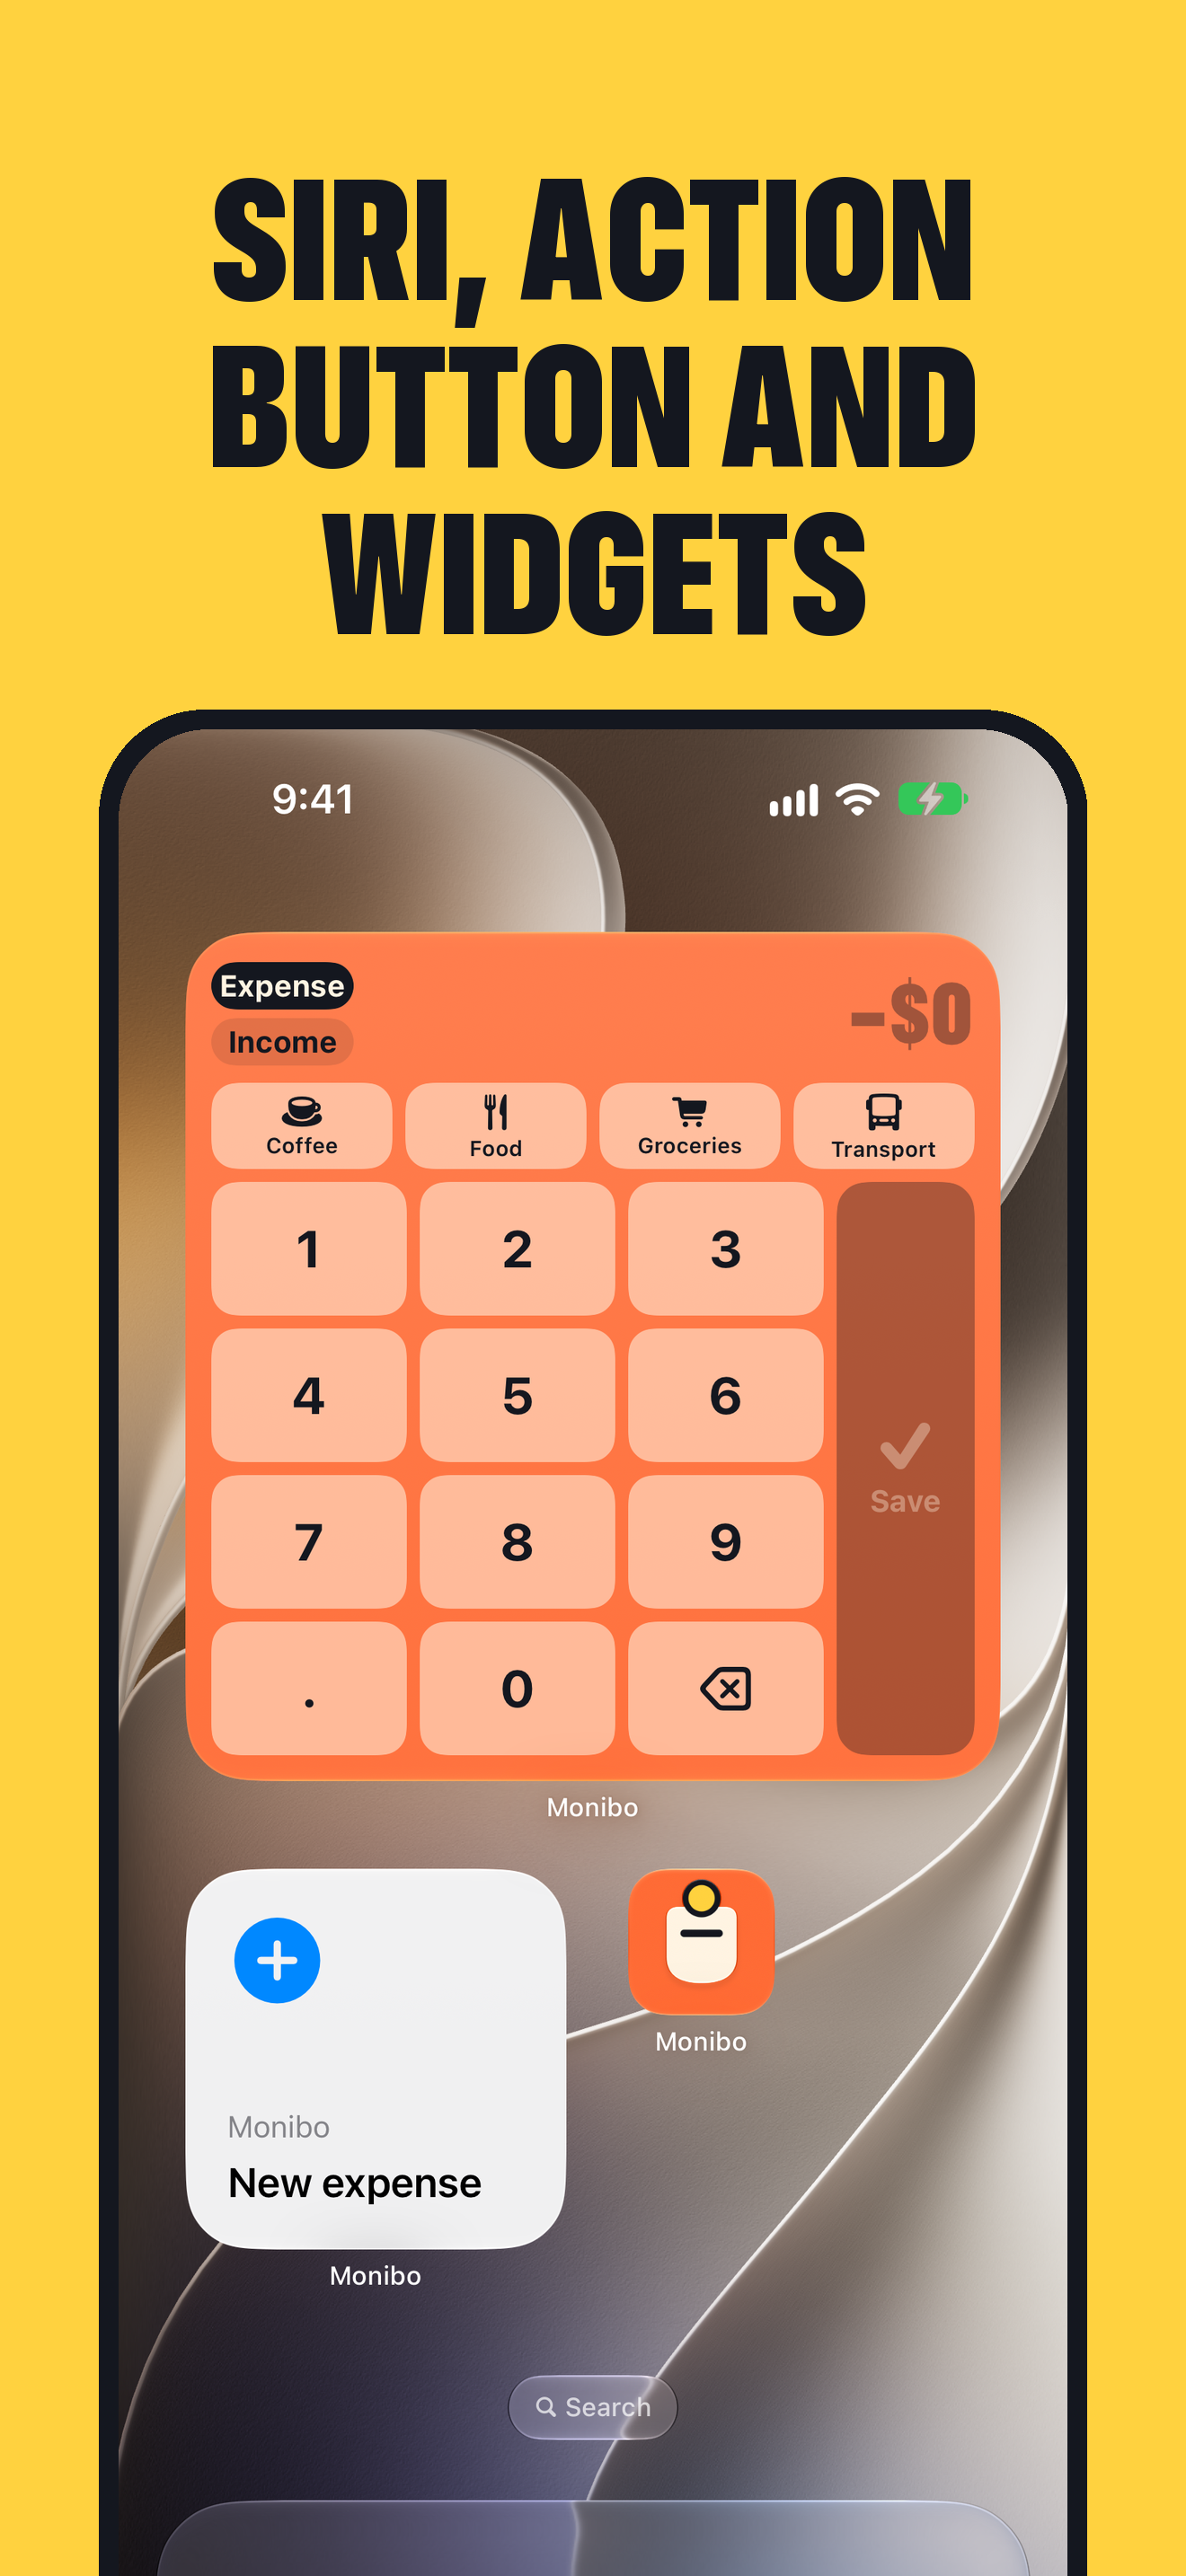 SIRI, ACTION
BUTTON AND
WIDGETS
9:41
Expense
Income
-$0
Coffee
Food
Groceries
Transport
1
2
3
4
5
6
7
8
9
.
0
Save
Monibo
Monibo
New expense
Monibo
Monibo
Search